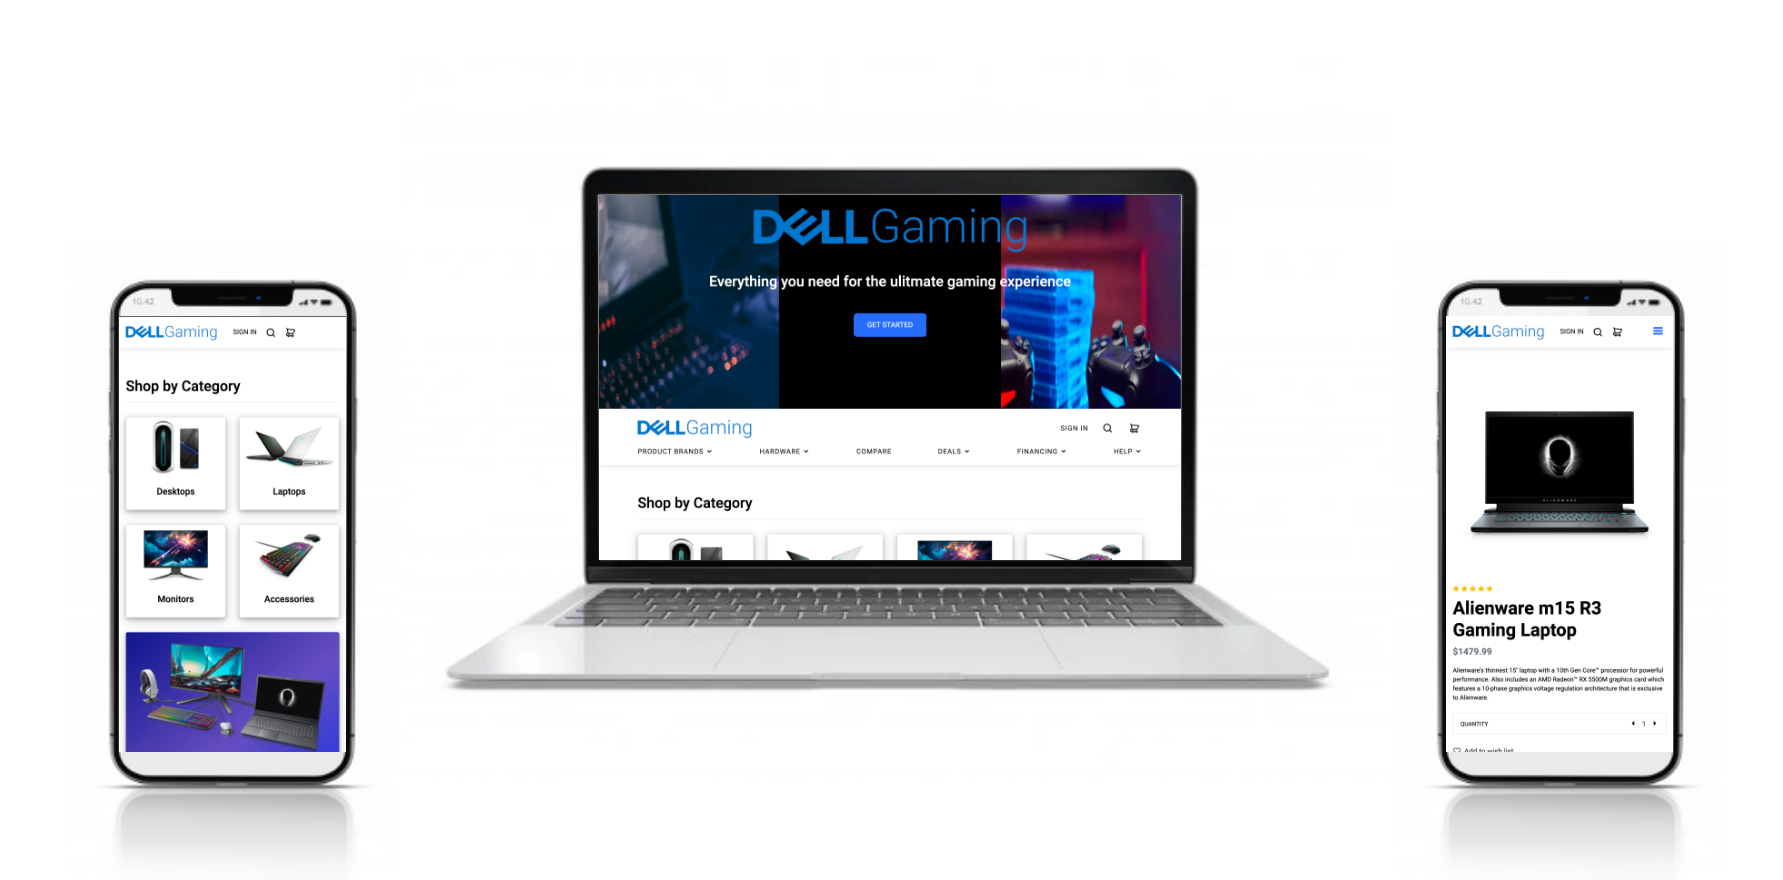 10.42
DELLGaming SIGN IN
Shop by Category
Desktops Laptops
Monitors Accessories
DELLGaming
Everything you need for the ulitmate gaming experience
GET STARTED
DELLGaming SIGN IN
PRODUCT BRANDS HARDWARE COMPARE DEALS FINANCING HELP
Shop by Category
10.42
DELLGaming SIGN IN
ALIENWARE
Alienware m15 R3
Gaming Laptop
$1479.99
Alienware's thinnest 15" laptop with a 10th Gen Core™ processor for powerful
performance. Also includes an AMD Radeon™ RX 5500M graphics card which
features a 10-phase graphics voltage regulation architecture that is exclusive
to Alienware.
QUANTITY 1
Add to wish list